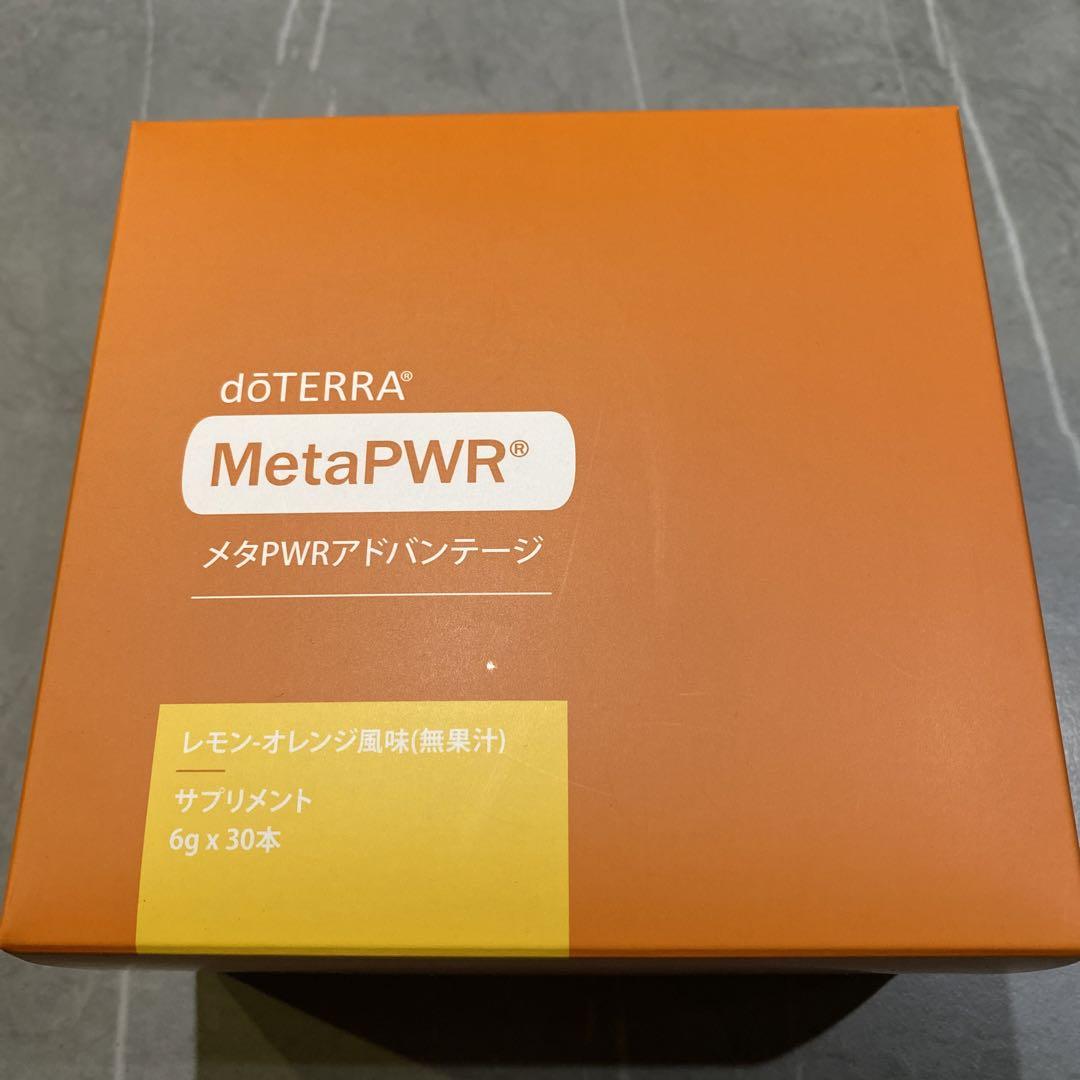 dōTERRA®
MetaPWR®
メタPWRアドバンテージ
レモン-オレンジ風味(無果汁)
サプリメント
6g x 30本